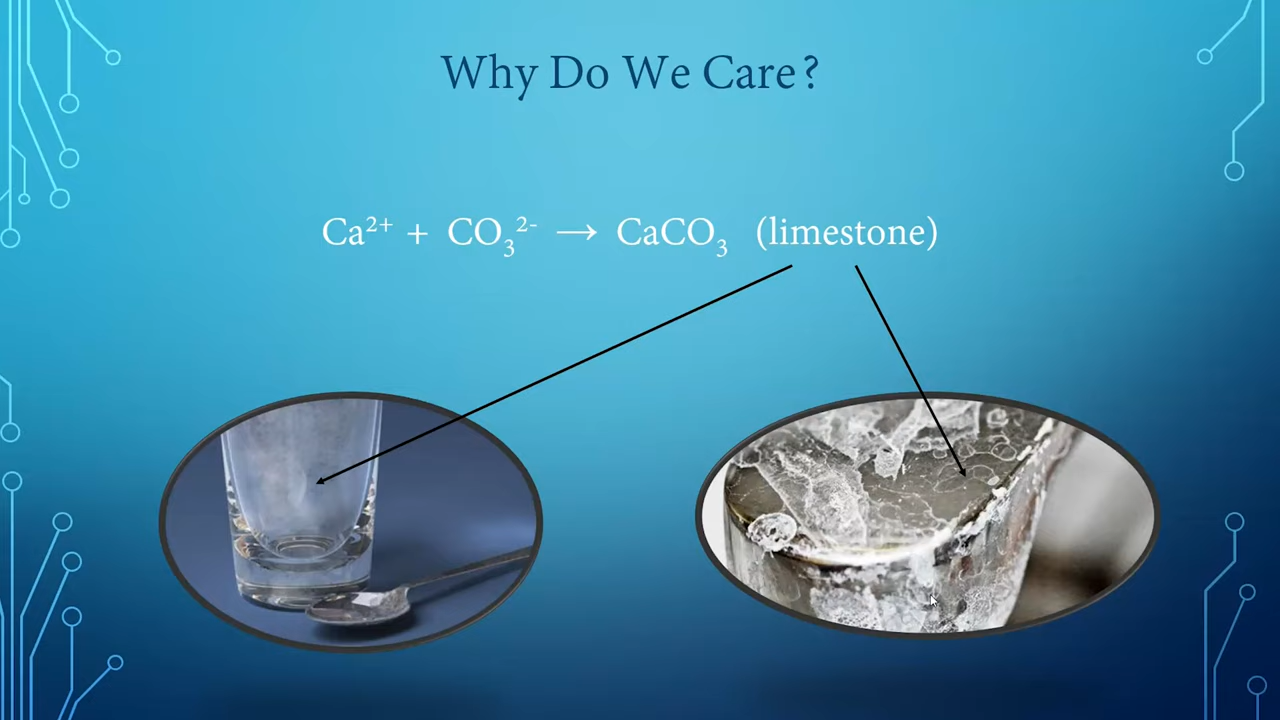 Why Do We Care?
Ca²⁺ + CO₃²⁻ → CaCO₃ (limestone)